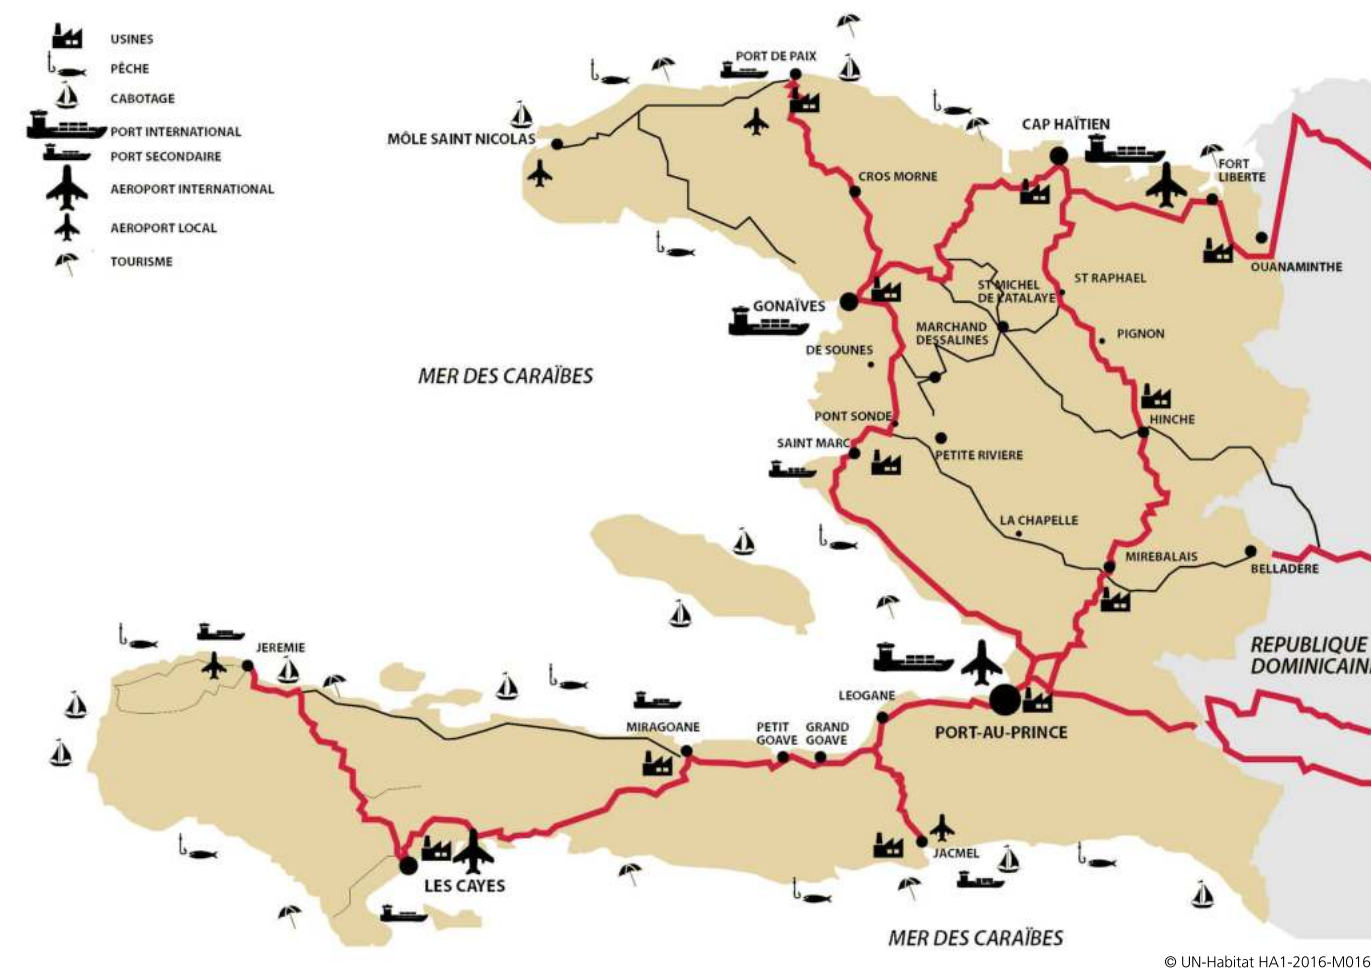 USINES
PÊCHE
CABOTAGE
PORT INTERNATIONAL
PORT SECONDAIRE
AEROPORT INTERNATIONAL
AEROPORT LOCAL
TOURISME
PORT DE PAIX
MÔLE SAINT NICOLAS
CAP HAÏTIEN
FORT
LIBERTE
CROS MORNE
OUANAMINTHE
ST RAPHAEL
ST MICHEL
DE L'ATALAYE
GONAÏVES
MARCHAND
DESSALINES
PIGNON
DE SOUNES
MER DES CARAÏBES
PONT SONDE
HINCHE
SAINT MARC
PETITE RIVIERE
LA CHAPELLE
MIREBALAIS
BELLADERE
REPUBLIQUE
DOMINICAIN
JEREMIE
LEOGANE
MIRAGOANE
PETIT
GOAVE
GRAND
GOAVE
PORT-AU-PRINCE
JACMEL
LES CAYES
MER DES CARAÏBES
© UN-Habitat HA1-2016-M016